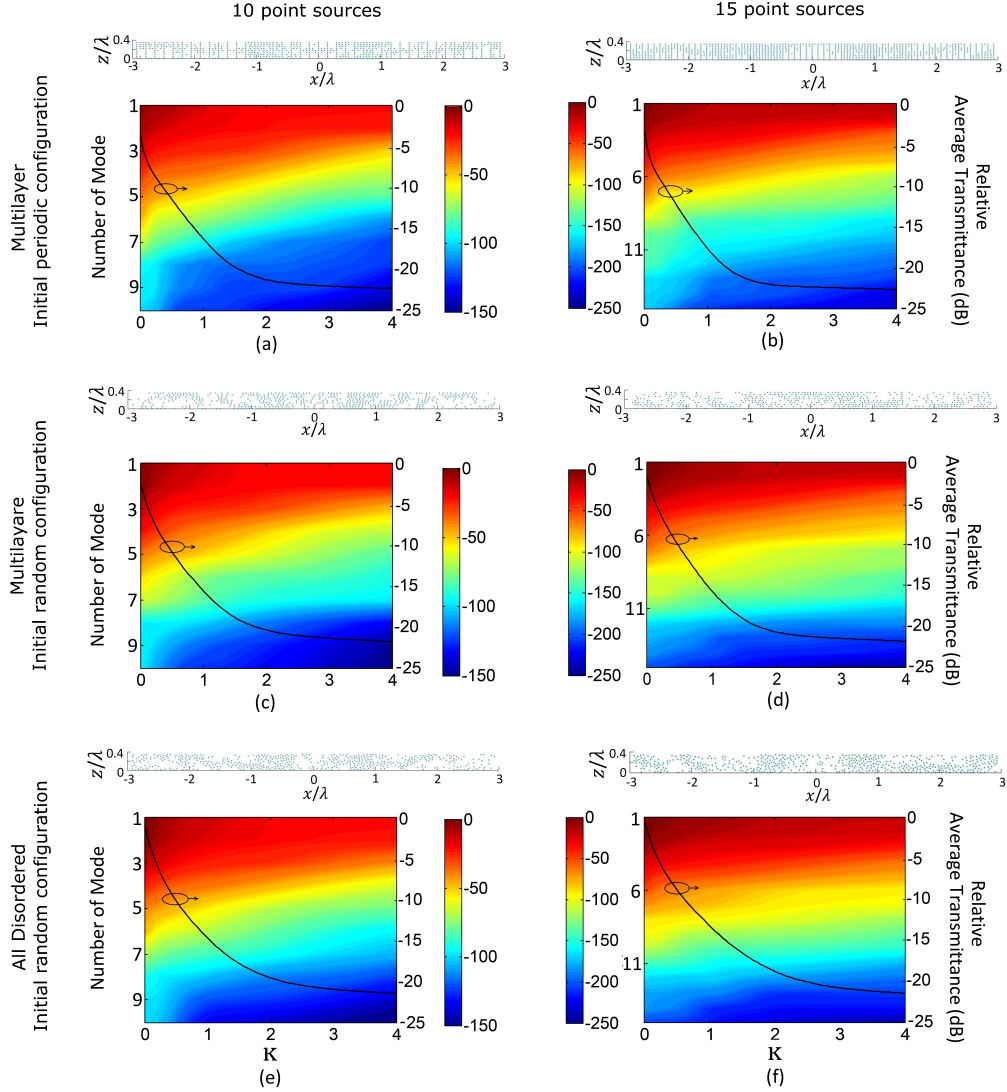 10 point sources
15 point sources
Multilayer
Initial periodic configuration
z/λ
0.4
0
-3 -2 -1 0 1 2 3
x/λ
z/λ
0.4
0
-3 -2 -1 0 1 2 3
x/λ
Number of Mode
1
3
5
7
9
0
-5
-10
-15
-20
-25
0
-50
-100
-150
0 1 2 3 4
(a)
0
-50
-100
-150
-200
-250
1
6
11
0
-5
-10
-15
-20
-25
Relative
Average Transmittance (dB)
0 1 2 3 4
(b)
Multilayare
Initial random configuration
z/λ
0.4
0
-3 -2 -1 0 1 2 3
x/λ
z/λ
0.4
0
-3 -2 -1 0 1 2 3
x/λ
Number of Mode
1
3
5
7
9
0
-5
-10
-15
-20
-25
0
-50
-100
-150
0 1 2 3 4
(c)
0
-50
-100
-150
-200
-250
1
6
11
0
-5
-10
-15
-20
-25
Relative
Average Transmittance (dB)
0 1 2 3 4
(d)
All Disordered
Initial random configuration
z/λ
0.4
0
-3 -2 -1 0 1 2 3
x/λ
z/λ
0.4
0
-3 -2 -1 0 1 2 3
x/λ
Number of Mode
1
3
5
7
9
0
-5
-10
-15
-20
-25
0
-50
-100
-150
0 1 2 3 4
K
(e)
0
-50
-100
-150
-200
-250
1
6
11
0
-5
-10
-15
-20
-25
Relative
Average Transmittance (dB)
0 1 2 3 4
K
(f)